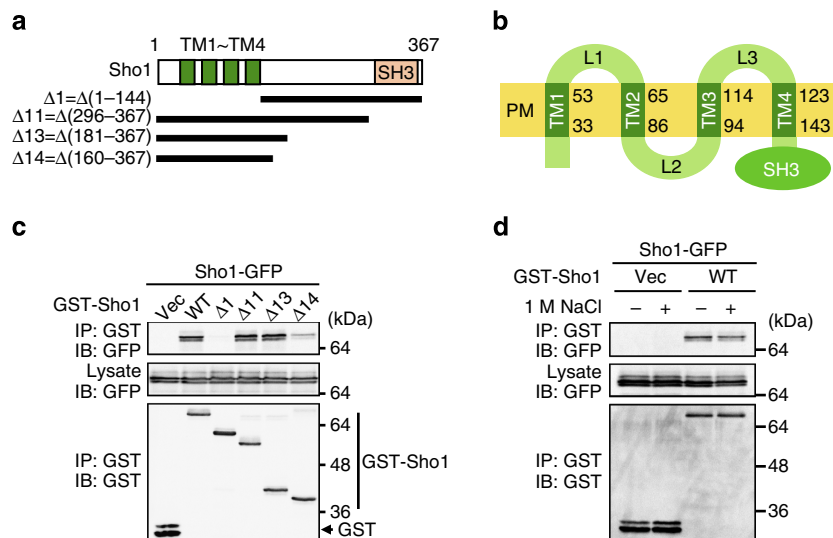 a
1 TM1~TM4 367
Sho1 SH3
Δ1=Δ(1–144)
Δ11=Δ(296–367)
Δ13=Δ(181–367)
Δ14=Δ(160–367)
b
L1 L3
PM TM1 53 33 TM2 65 86 TM3 114 94 TM4 123 143
L2
SH3
c
Sho1-GFP
GST-Sho1 Vec WT Δ1 Δ11 Δ13 Δ14
(kDa)
IP: GST
IB: GFP
64
Lysate
IB: GFP
64
64
48
IP: GST
IB: GST
GST-Sho1
36
GST
d
Sho1-GFP
GST-Sho1 Vec WT
1 M NaCl – + – +
(kDa)
IP: GST
IB: GFP
64
Lysate
IB: GFP
64
64
IP: GST
IB: GST
48
36